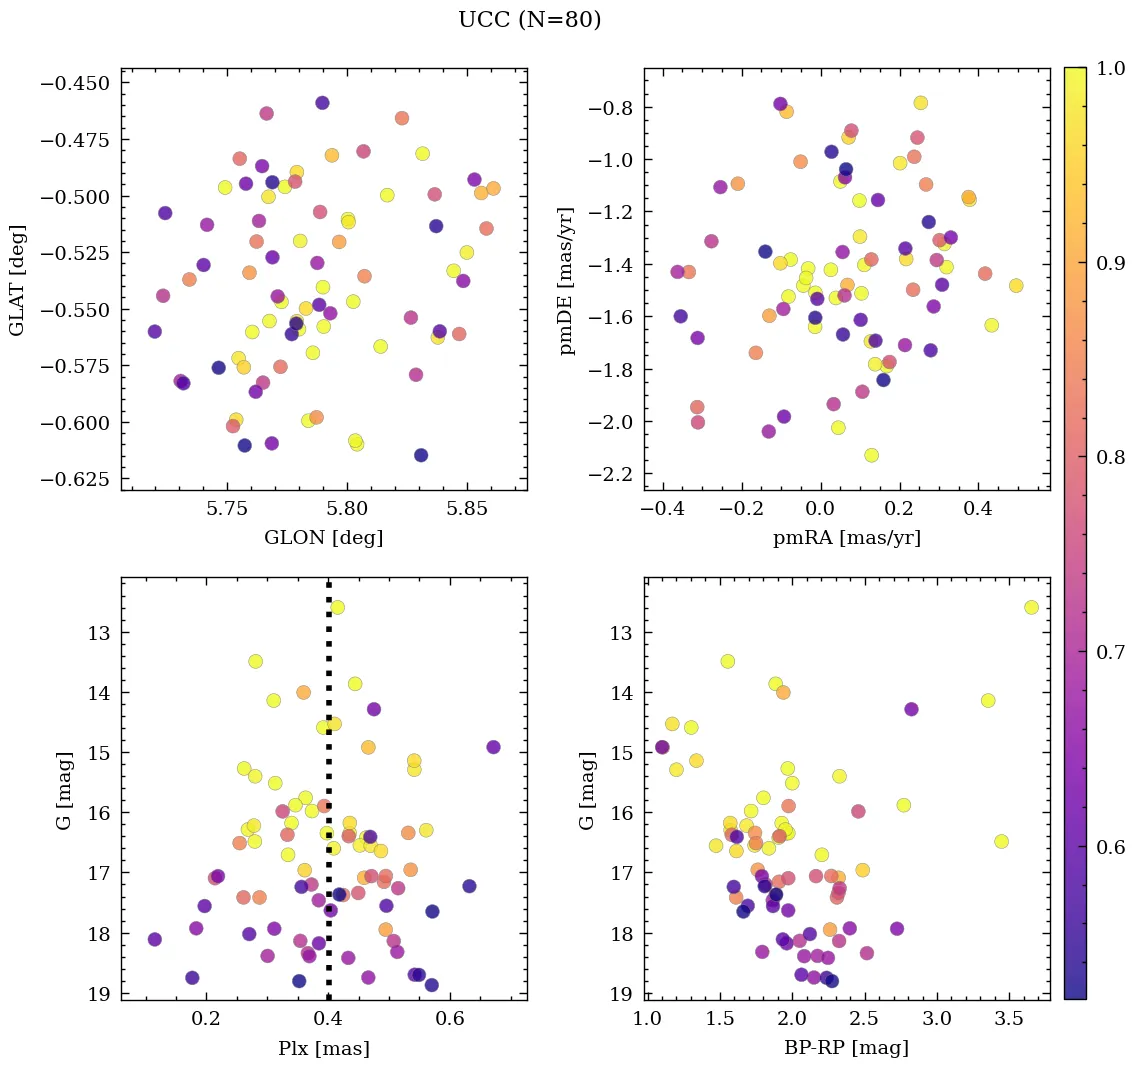 UCC (N=80)
−0.450
−0.475
−0.500
−0.525
−0.550
−0.575
−0.600
−0.625
GLAT [deg]
5.75 5.80 5.85
GLON [deg]
−0.8
−1.0
−1.2
−1.4
−1.6
−1.8
−2.0
−2.2
pmDE [mas/yr]
−0.4 −0.2 0.0 0.2 0.4
pmRA [mas/yr]
13
14
15
16
17
18
19
G [mag]
0.2 0.4 0.6
Plx [mas]
13
14
15
16
17
18
19
G [mag]
1.0 1.5 2.0 2.5 3.0 3.5
BP-RP [mag]
1.0
0.9
0.8
0.7
0.6